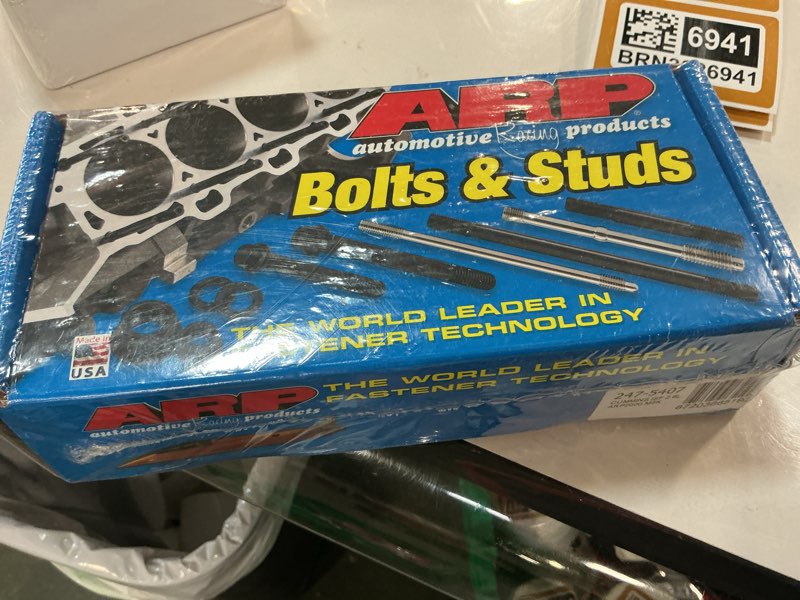 6941
ARP
automotive Racing products
Bolts & Studs
THE WORLD LEADER IN
FASTENER TECHNOLOGY
Made in
USA
ARP
automotive Racing products
THE WORLD LEADER IN
FASTENER TECHNOLOGY
247-5407